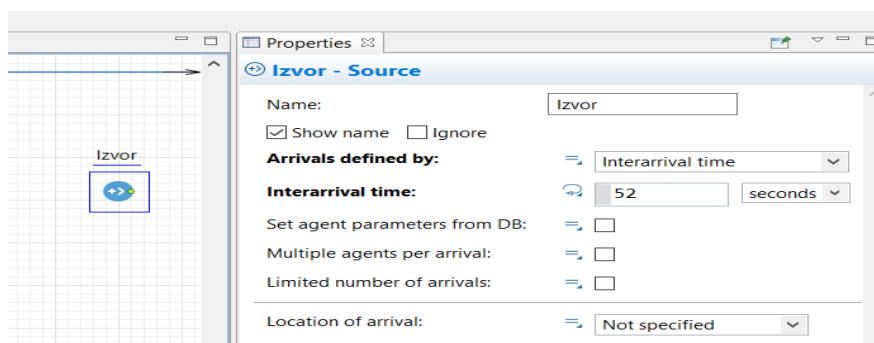 Properties
Izvor - Source
Name: Izvor
Show name Ignore
Izvor
Arrivals defined by: Interarrival time
Interarrival time: 52 seconds
Set agent parameters from DB:
Multiple agents per arrival:
Limited number of arrivals:
Location of arrival: Not specified